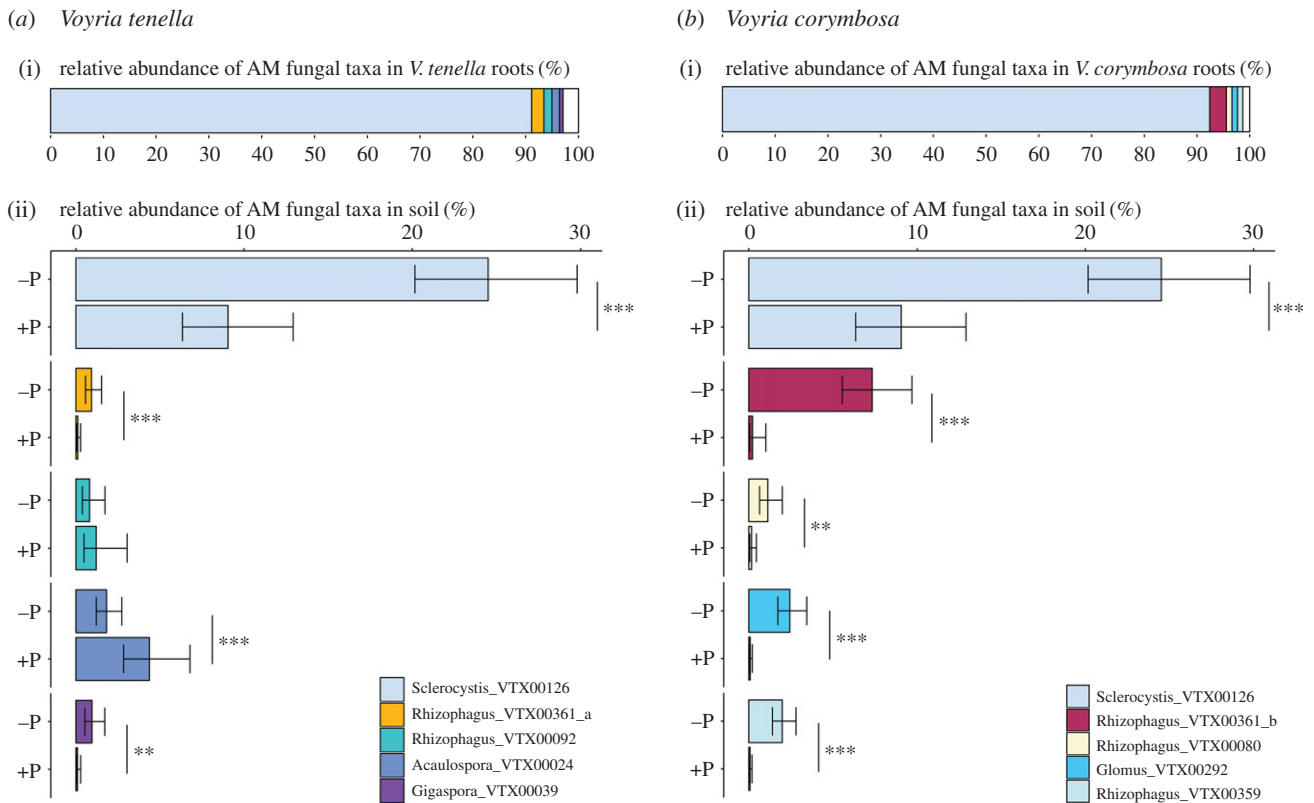 (a) Voyria tenella
(i) relative abundance of AM fungal taxa in V. tenella roots (%)
0 10 20 30 40 50 60 70 80 90 100
(ii) relative abundance of AM fungal taxa in soil (%)
0 10 20 30
–P
***
+P
–P
***
+P
–P
+P
–P
***
+P
–P
**
+P
Sclerocystis_VTX00126
Rhizophagus_VTX00361_a
Rhizophagus_VTX00092
Acaulospora_VTX00024
Gigaspora_VTX00039
(b) Voyria corymbosa
(i) relative abundance of AM fungal taxa in V. corymbosa roots (%)
0 10 20 30 40 50 60 70 80 90 100
(ii) relative abundance of AM fungal taxa in soil (%)
0 10 20 30
–P
***
+P
–P
***
+P
–P
**
+P
–P
***
+P
–P
***
+P
Sclerocystis_VTX00126
Rhizophagus_VTX00361_b
Rhizophagus_VTX00080
Glomus_VTX00292
Rhizophagus_VTX00359